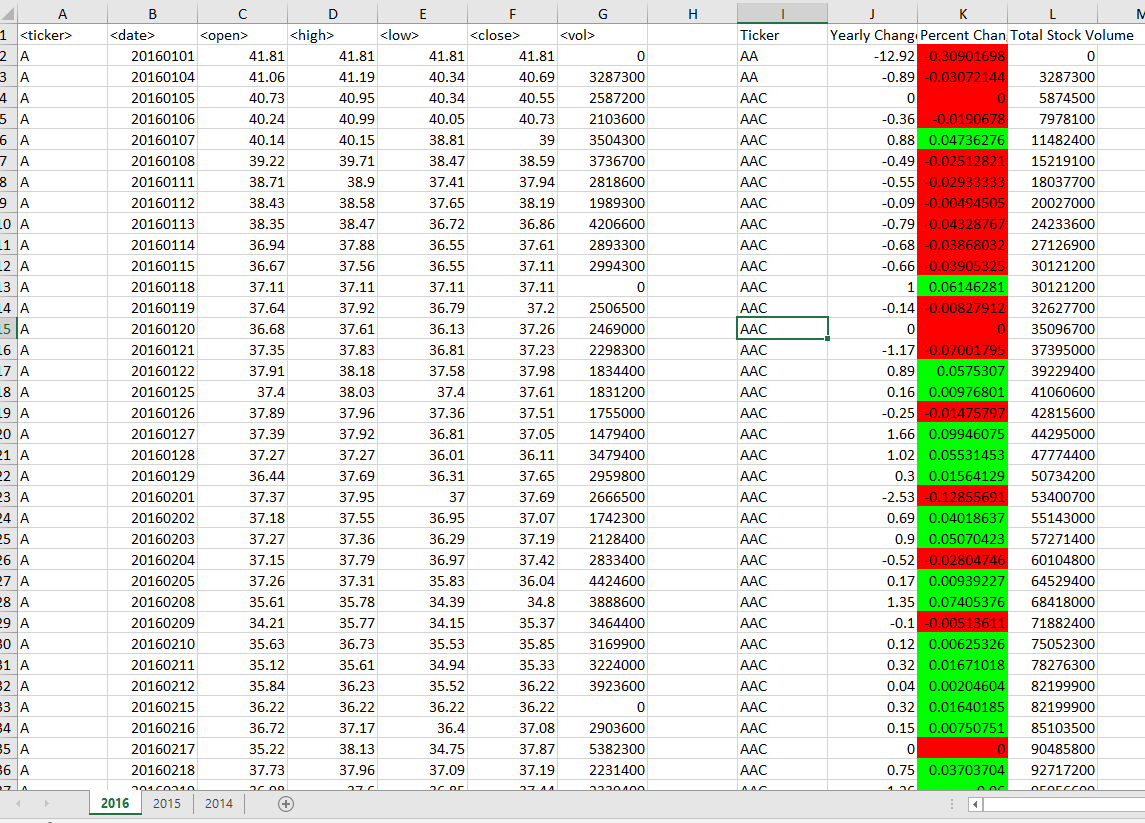 A B C D E F G H I J K L M
1 <ticker> <date> <open> <high> <low> <close> <vol> Ticker Yearly Chang Percent Chan Total Stock Volume
2 A 20160101 41.81 41.81 41.81 41.81 0 AA -12.92 -0.30901698 0
3 A 20160104 41.06 41.19 40.34 40.69 3287300 AA -0.89 -0.03072144 3287300
4 A 20160105 40.73 40.95 40.34 40.55 2587200 AAC 0 0 5874500
5 A 20160106 40.24 40.99 40.05 40.73 2103600 AAC -0.36 -0.0190678 7978100
6 A 20160107 40.14 40.15 38.81 39 3504300 AAC 0.88 0.04736276 11482400
7 A 20160108 39.22 39.71 38.47 38.59 3736700 AAC -0.49 -0.02512821 15219100
8 A 20160111 38.71 38.9 37.41 37.94 2818600 AAC -0.55 -0.02933333 18037700
9 A 20160112 38.43 38.58 37.65 38.19 1989300 AAC -0.09 -0.00494505 20027000
10 A 20160113 38.35 38.47 36.72 36.86 4206600 AAC -0.79 -0.04328767 24233600
11 A 20160114 36.94 37.88 36.55 37.61 2893300 AAC -0.68 -0.03868032 27126900
12 A 20160115 36.67 37.56 36.55 37.11 2994300 AAC -0.66 -0.03905325 30121200
13 A 20160118 37.11 37.11 37.11 37.11 0 AAC 1 0.06146281 30121200
14 A 20160119 37.64 37.92 36.79 37.2 2506500 AAC -0.14 -0.00827912 32627700
15 A 20160120 36.68 37.61 36.13 37.26 2469000 AAC 0 0 35096700
16 A 20160121 37.35 37.83 36.81 37.23 2298300 AAC -1.17 -0.07001795 37395000
17 A 20160122 37.91 38.18 37.58 37.98 1834400 AAC 0.89 0.0575307 39229400
18 A 20160125 37.4 38.03 37.4 37.61 1831200 AAC 0.16 0.00976801 41060600
19 A 20160126 37.89 37.96 37.36 37.51 1755000 AAC -0.25 -0.01475797 42815600
20 A 20160127 37.39 37.92 36.81 37.05 1479400 AAC 1.66 0.09946075 44295000
21 A 20160128 37.27 37.27 36.01 36.11 3479400 AAC 1.02 0.05531453 47774400
22 A 20160129 36.44 37.69 36.31 37.65 2959800 AAC 0.3 0.01564129 50734200
23 A 20160201 37.37 37.95 37 37.69 2666500 AAC -2.53 -0.12855691 53400700
24 A 20160202 37.18 37.55 36.95 37.07 1742300 AAC 0.69 0.04018637 55143000
25 A 20160203 37.27 37.36 36.29 37.19 2128400 AAC 0.9 0.05070423 57271400
26 A 20160204 37.15 37.79 36.97 37.42 2833400 AAC -0.52 -0.02804746 60104800
27 A 20160205 37.26 37.31 35.83 36.04 4424600 AAC 0.17 0.00939227 64529400
28 A 20160208 35.61 35.78 34.39 34.8 3888600 AAC 1.35 0.07405376 68418000
29 A 20160209 34.21 35.77 34.15 35.37 3464400 AAC -0.1 -0.00513611 71882400
30 A 20160210 35.63 36.73 35.53 35.85 3169900 AAC 0.12 0.00625326 75052300
31 A 20160211 35.12 35.61 34.94 35.33 3224000 AAC 0.32 0.01671018 78276300
32 A 20160212 35.84 36.23 35.52 36.22 3923600 AAC 0.04 0.00204604 82199900
33 A 20160215 36.22 36.22 36.22 36.22 0 AAC 0.32 0.01640185 82199900
34 A 20160216 36.72 37.17 36.4 37.08 2903600 AAC 0.15 0.00750751 85103500
35 A 20160217 35.22 38.13 34.75 37.87 5382300 AAC 0 0 90485800
36 A 20160218 37.73 37.96 37.09 37.19 2231400 AAC 0.75 0.03703704 92717200
2016 2015 2014